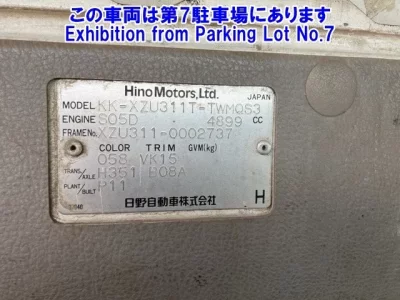 この車両は第7駐車場にあります
Exhibition from Parking Lot No.7
Hino Motors, Ltd. JAPAN
MODEL KK-XZU311T-TWMQS3
ENGINE S05D · 4899 CC
FRAME No. XZU311-0002737
COLOR TRIM GVM(kg)
058 VK15
TRANS./AXLE H351 B08A
PLANT/BUILT P11
日野自動車株式会社 H